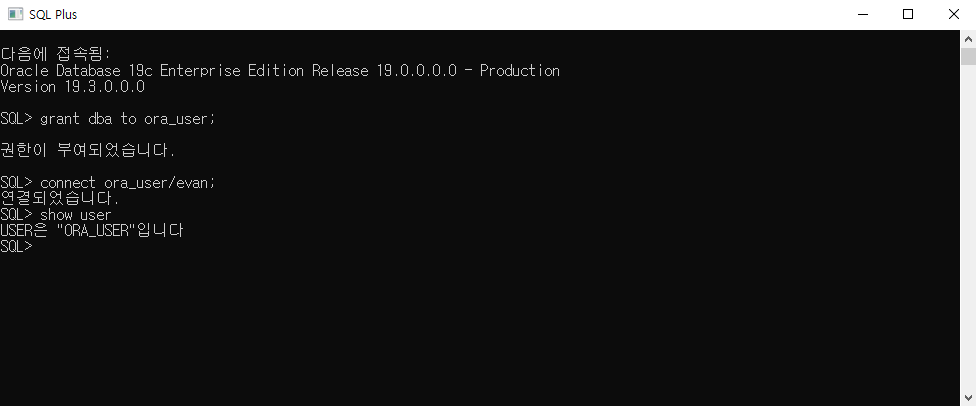 SQL Plus
다음에 접속됨:
Oracle Database 19c Enterprise Edition Release 19.0.0.0.0 - Production
Version 19.3.0.0.0
SQL> grant dba to ora_user;
권한이 부여되었습니다.
SQL> connect ora_user/evan;
연결되었습니다.
SQL> show user
USER은 "ORA_USER"입니다
SQL>